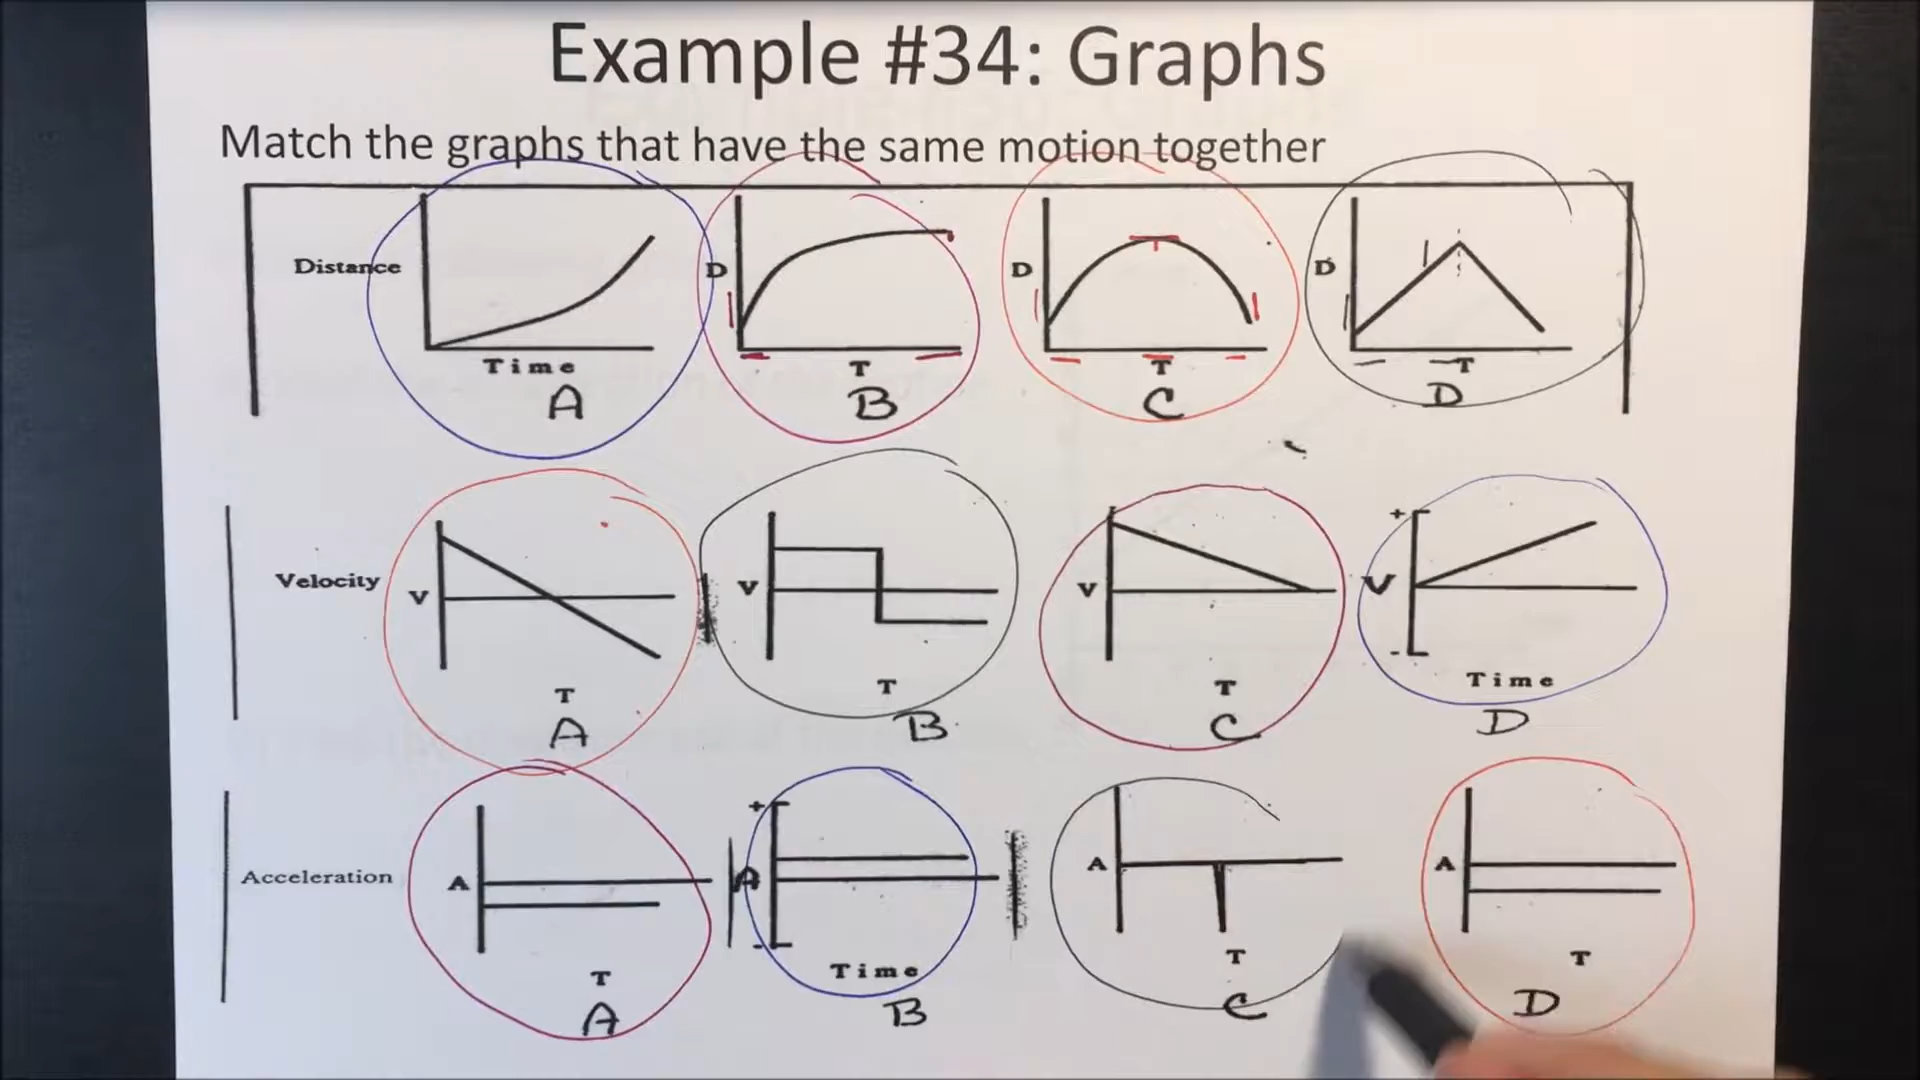 Example #34: Graphs
Match the graphs that have the same motion together
Distance D D D
Time T T T
A B C D
Velocity V V V V + -
T T T Time
A B C D
Acceleration A A A A + -
T Time T T
A B C D